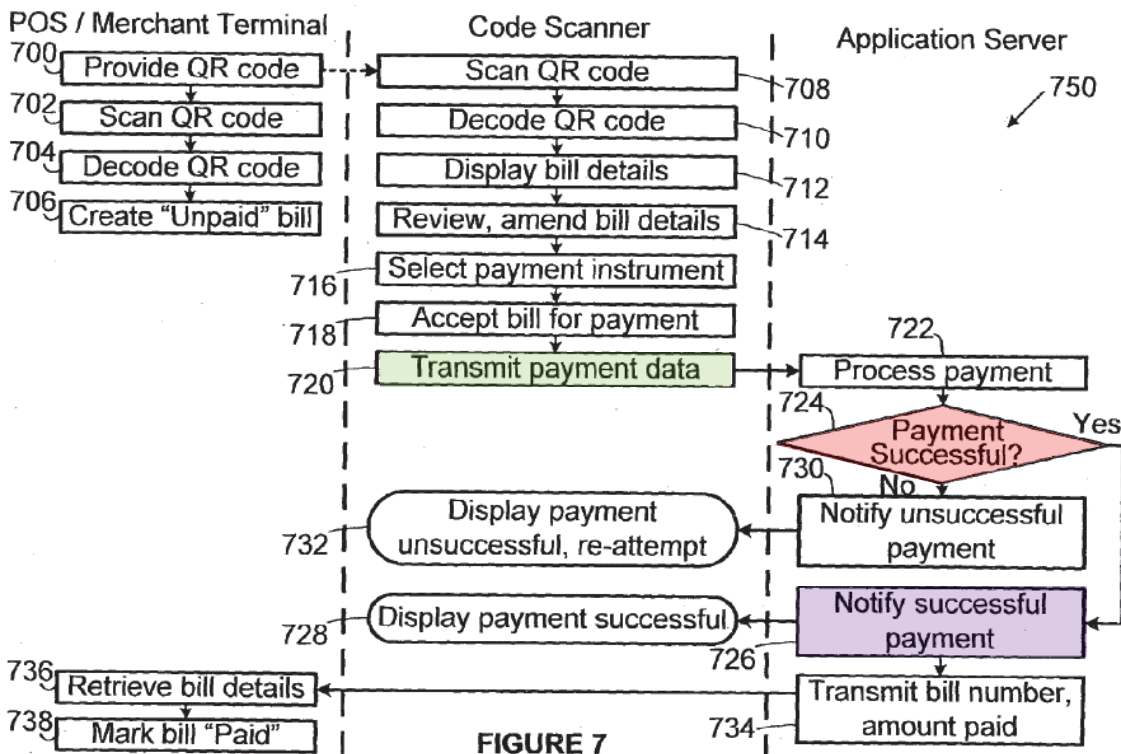 POS / Merchant Terminal
Code Scanner
Application Server
700
Provide QR code
Scan QR code
708
750
702
Scan QR code
Decode QR code
710
704
Decode QR code
Display bill details
712
706
Create “Unpaid” bill
Review, amend bill details
714
716
Select payment instrument
718
Accept bill for payment
722
720
Transmit payment data
Process payment
724
Payment
Successful?
Yes
730
No
Notify unsuccessful
payment
732
Display payment
unsuccessful, re-attempt
728
Display payment successful
Notify successful
payment
726
736
Retrieve bill details
Transmit bill number,
amount paid
734
738
Mark bill “Paid”
FIGURE 7